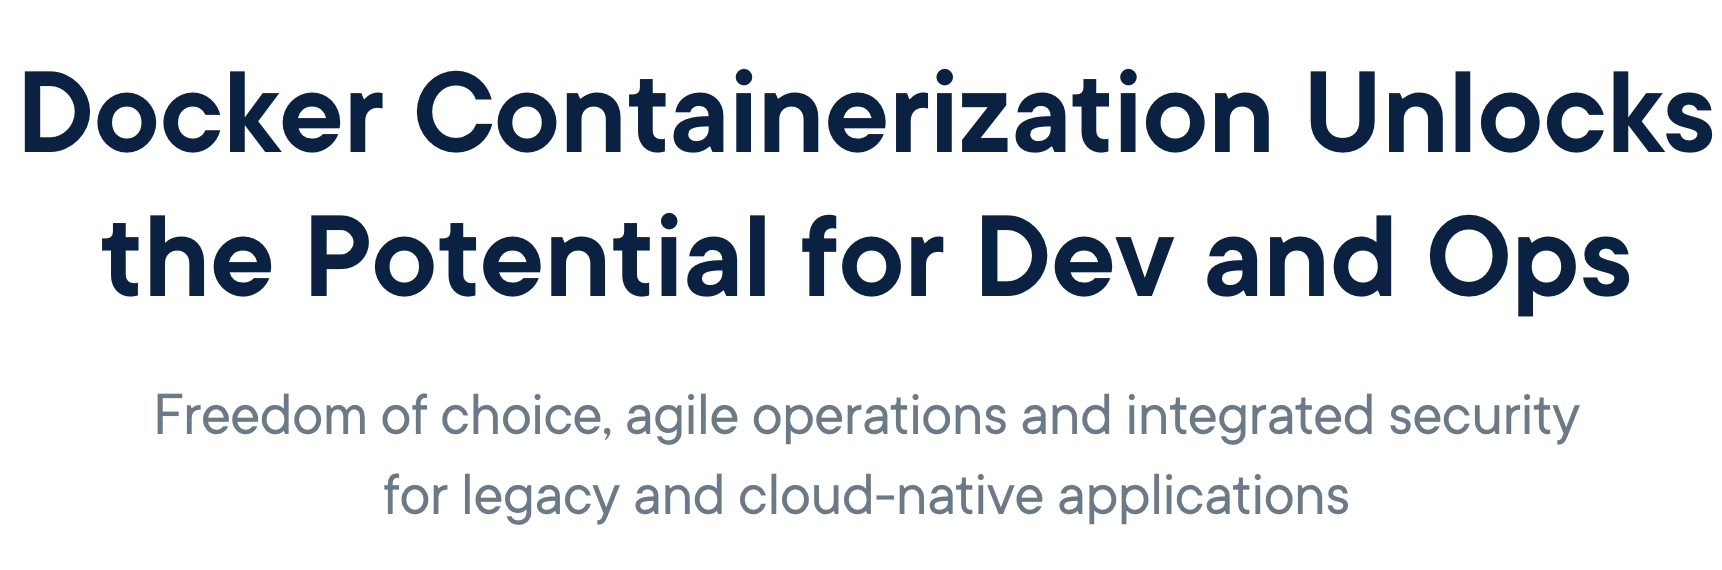 Docker Containerization Unlocks
the Potential for Dev and Ops
Freedom of choice, agile operations and integrated security
for legacy and cloud-native applications